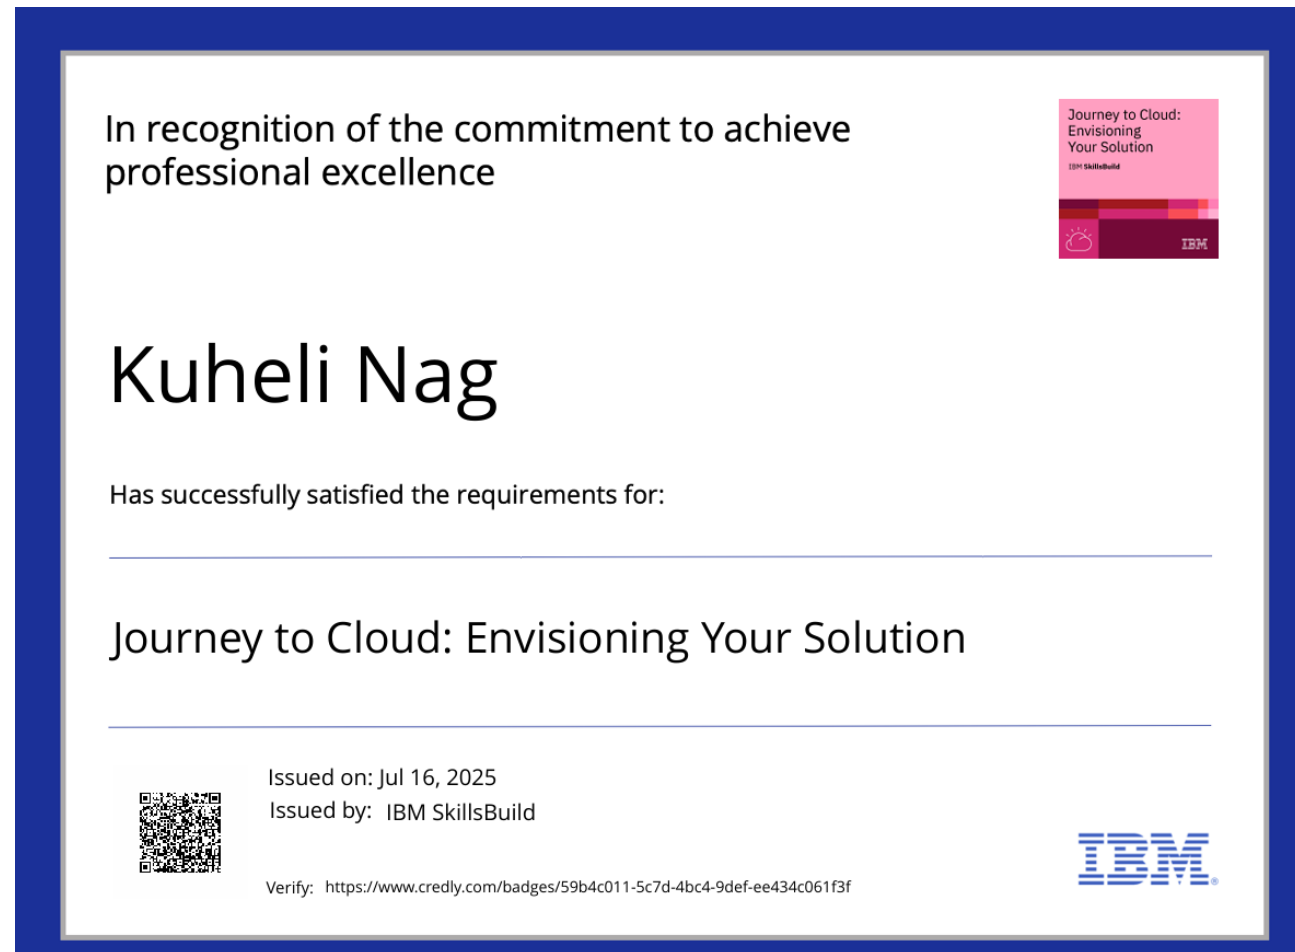 In recognition of the commitment to achieve
professional excellence
Journey to Cloud:
Envisioning
Your Solution
IBM SkillsBuild
IBM
Kuheli Nag
Has successfully satisfied the requirements for:
Journey to Cloud: Envisioning Your Solution
Issued on: Jul 16, 2025
Issued by: IBM SkillsBuild
Verify: https://www.credly.com/badges/59b4c011-5c7d-4bc4-9def-ee434c061f3f
IBM®